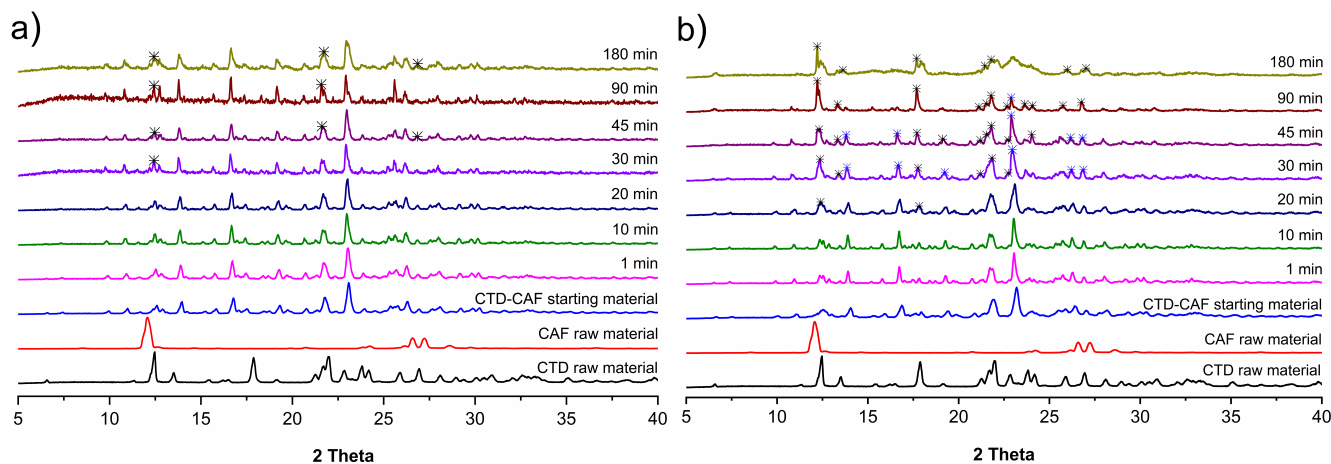 a)
180 min
90 min
45 min
30 min
20 min
10 min
1 min
CTD-CAF starting material
CAF raw material
CTD raw material
5 10 15 20 25 30 35 40
2 Theta
b)
180 min
90 min
45 min
30 min
20 min
10 min
1 min
CTD-CAF starting material
CAF raw material
CTD raw material
5 10 15 20 25 30 35 40
2 Theta